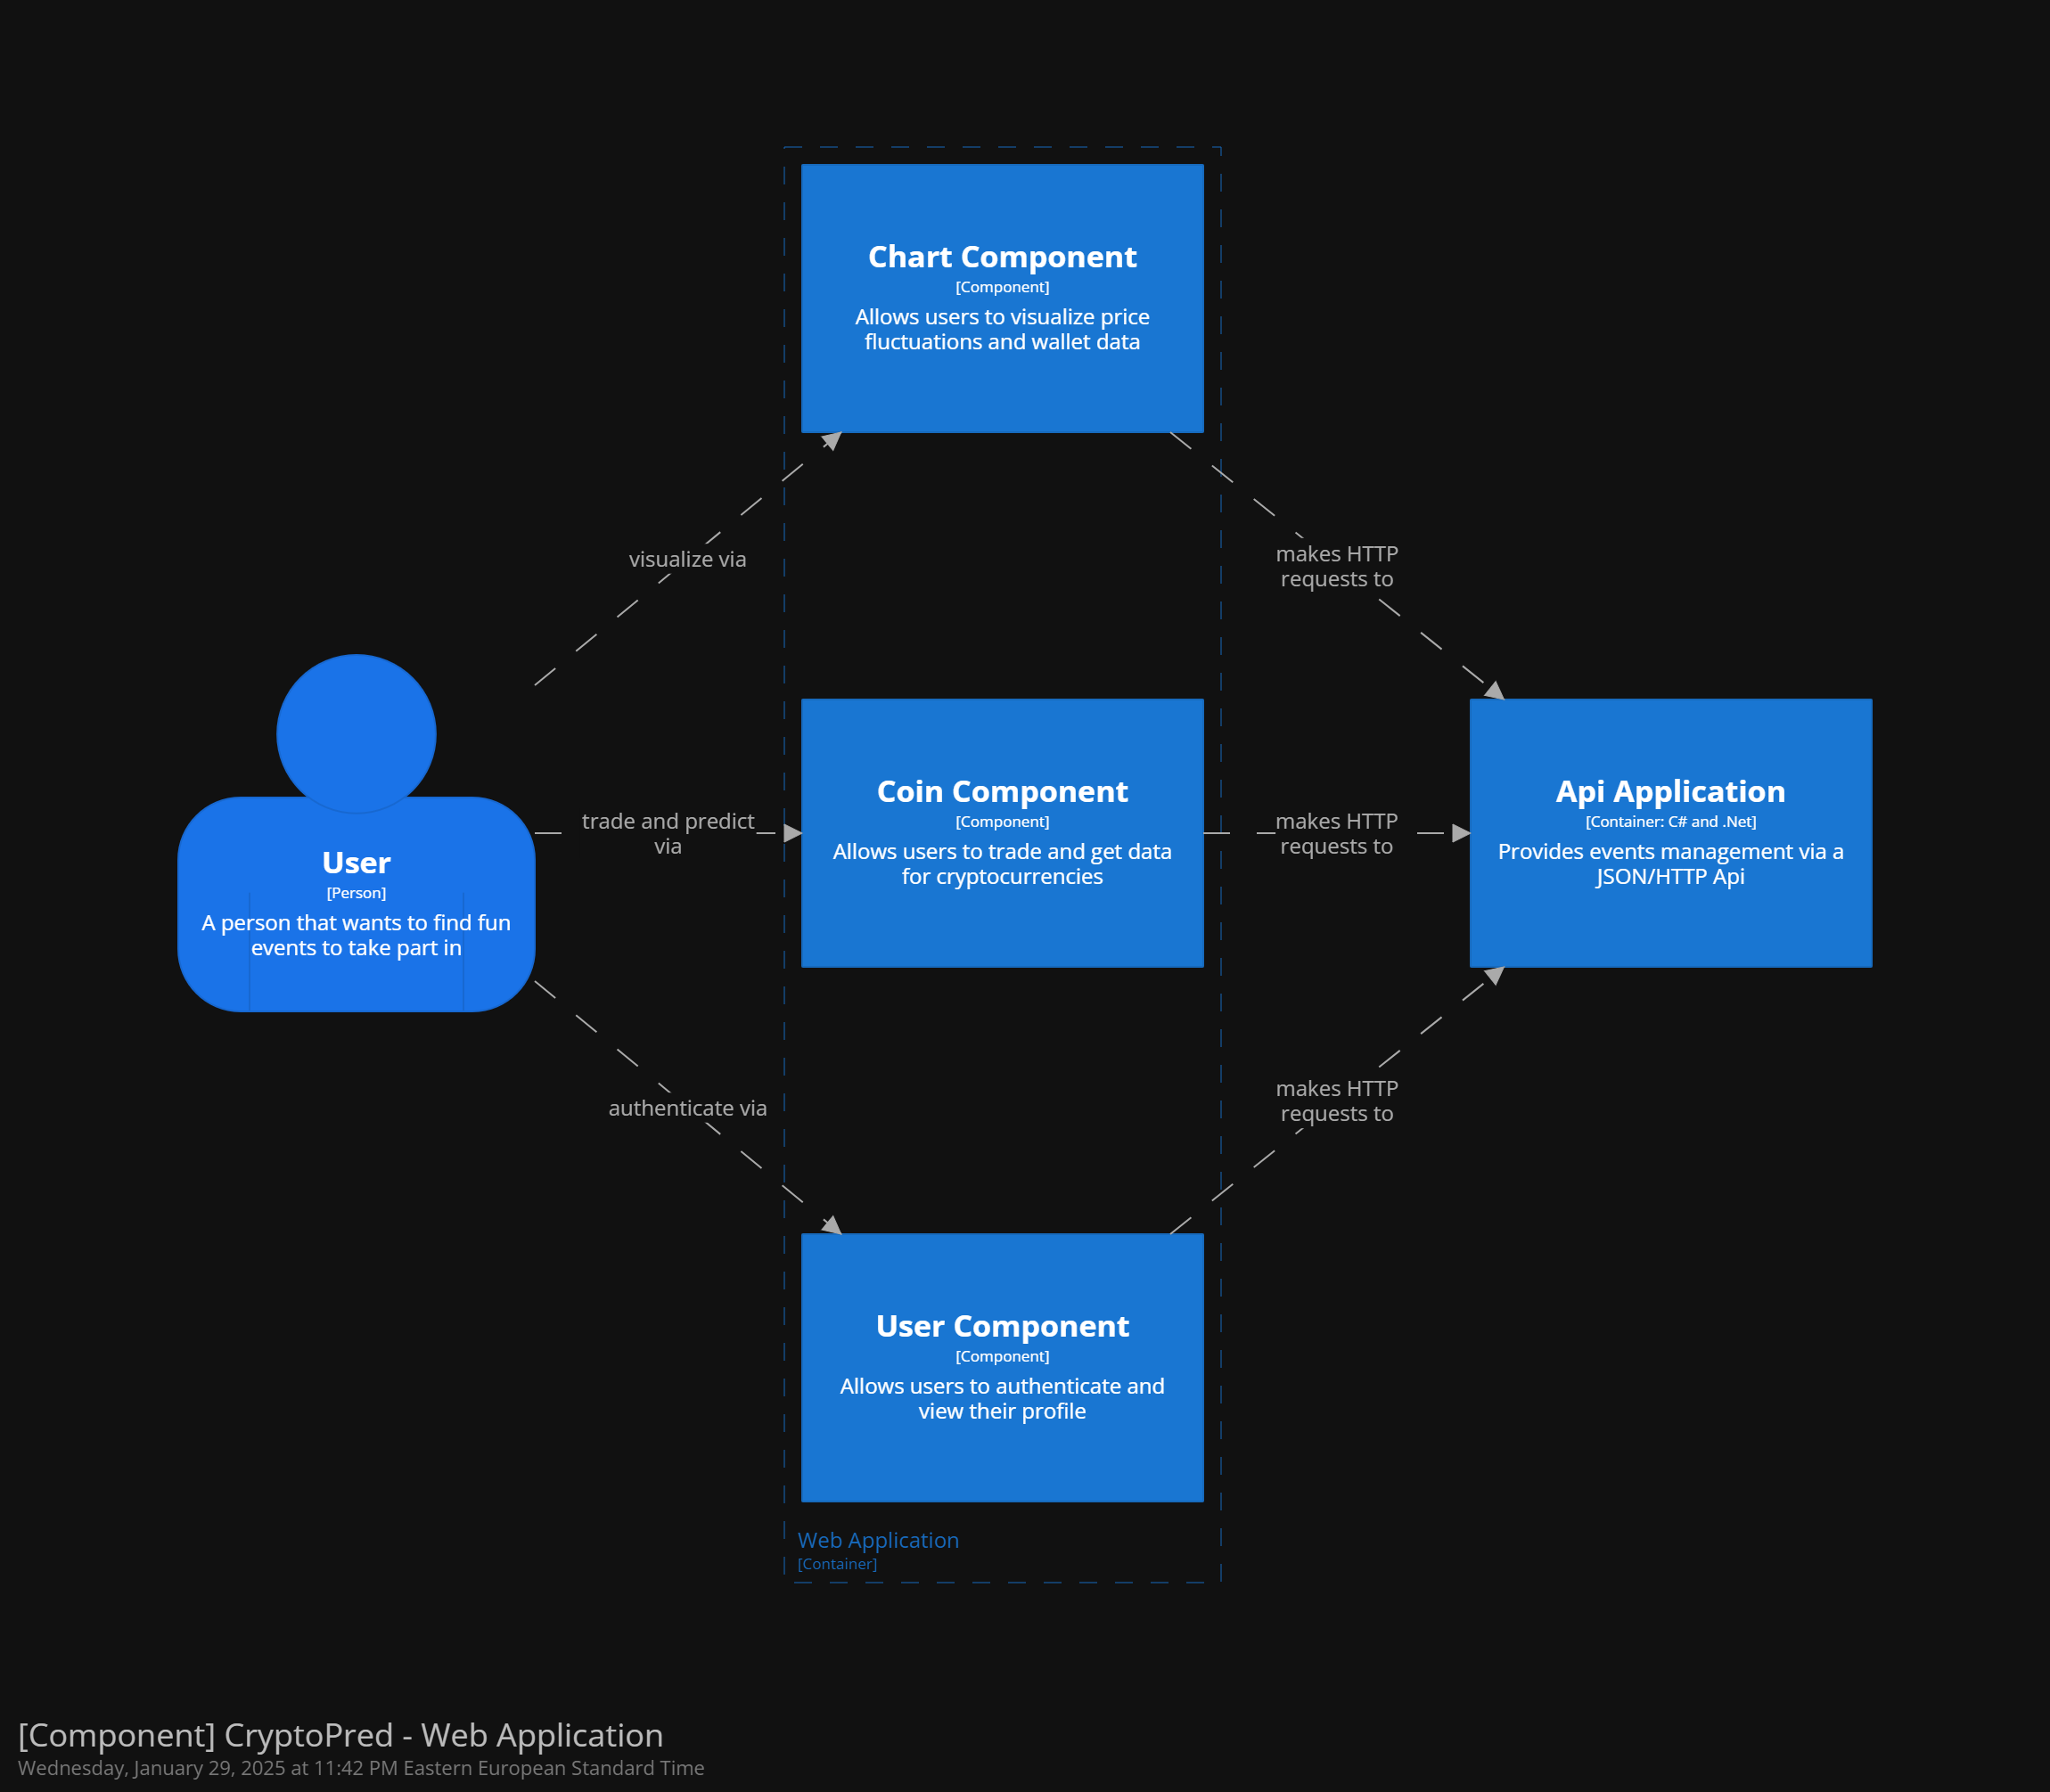 Chart Component
[Component]
Allows users to visualize price
fluctuations and wallet data
visualize via
makes HTTP
requests to
User
[Person]
A person that wants to find fun
events to take part in
trade and predict
via
Coin Component
[Component]
Allows users to trade and get data
for cryptocurrencies
makes HTTP
requests to
Api Application
[Container: C# and .Net]
Provides events management via a
JSON/HTTP Api
authenticate via
makes HTTP
requests to
User Component
[Component]
Allows users to authenticate and
view their profile
Web Application
[Container]
[Component] CryptoPred - Web Application
Wednesday, January 29, 2025 at 11:42 PM Eastern European Standard Time